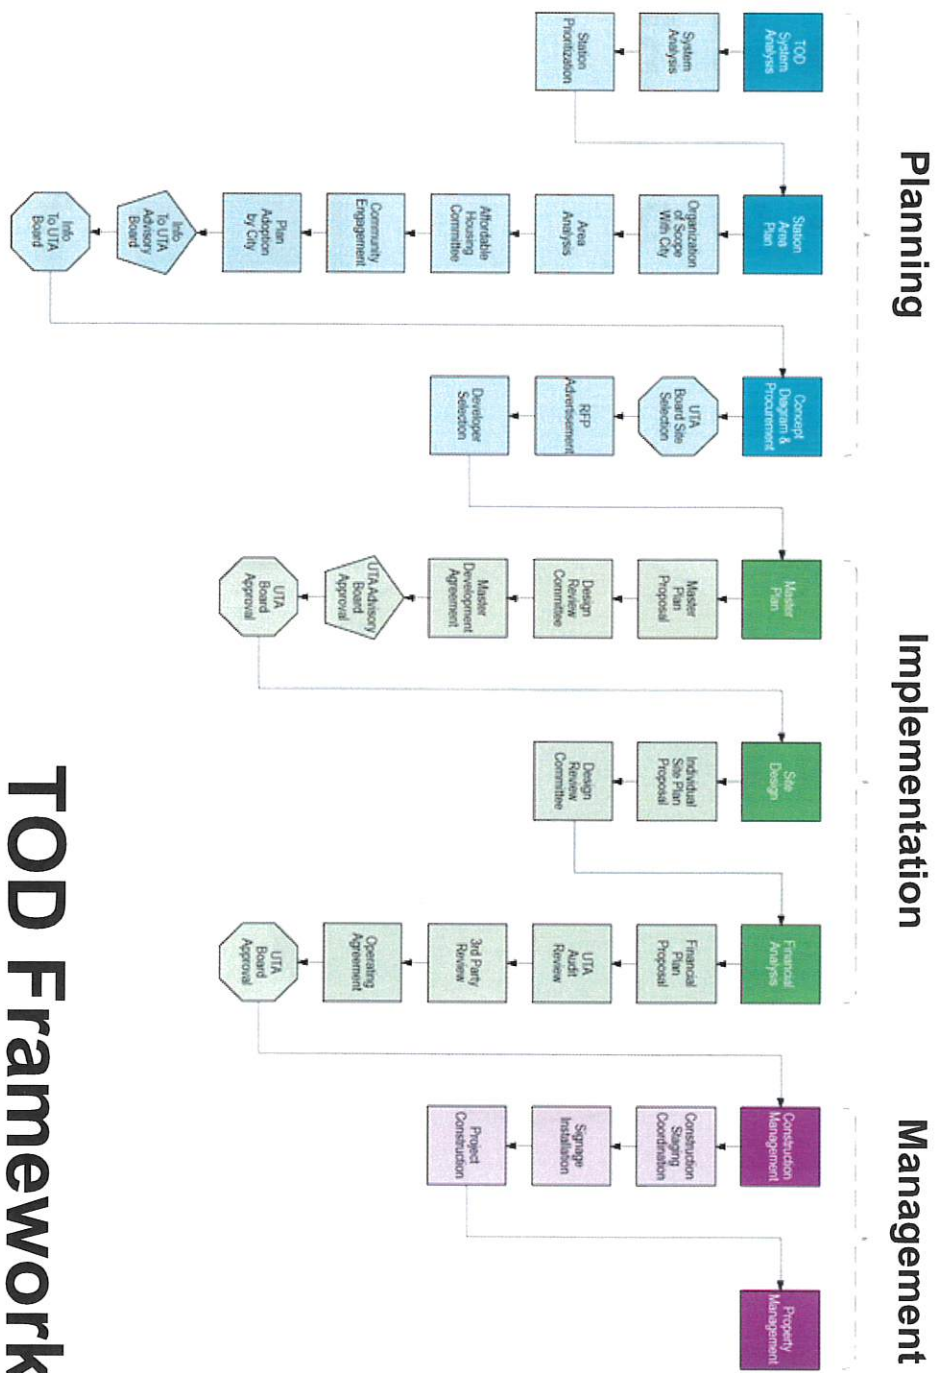 Planning
TOD
System
Analysis
System
Analysis
Station
Prioritization
Station
Area
Plan
Organization
of Scope
With City
Area
Analysis
Affordable
Housing
Committee
Community
Engagement
Plan
Adoption
by City
Info
To UTA
Advisory
Board
Info
To UTA
Board
Concept
Diagram &
Procurement
UTA
Board Site
Selection
RFP
Advertisement
Developer
Selection
Implementation
Master
Plan
Master
Plan
Proposal
Design
Review
Committee
Master
Development
Agreement
UTA Advisory
Board
Approval
UTA
Board
Approval
Site
Design
Individual
Site Plan
Proposal
Design
Review
Committee
Financial
Analysis
Financial
Plan
Proposal
UTA
Audit
Review
3rd Party
Review
Operating
Agreement
UTA
Board
Approval
Management
Construction
Management
Construction
Staging
Coordination
Signage
Installation
Project
Construction
Property
Management
TOD Framework